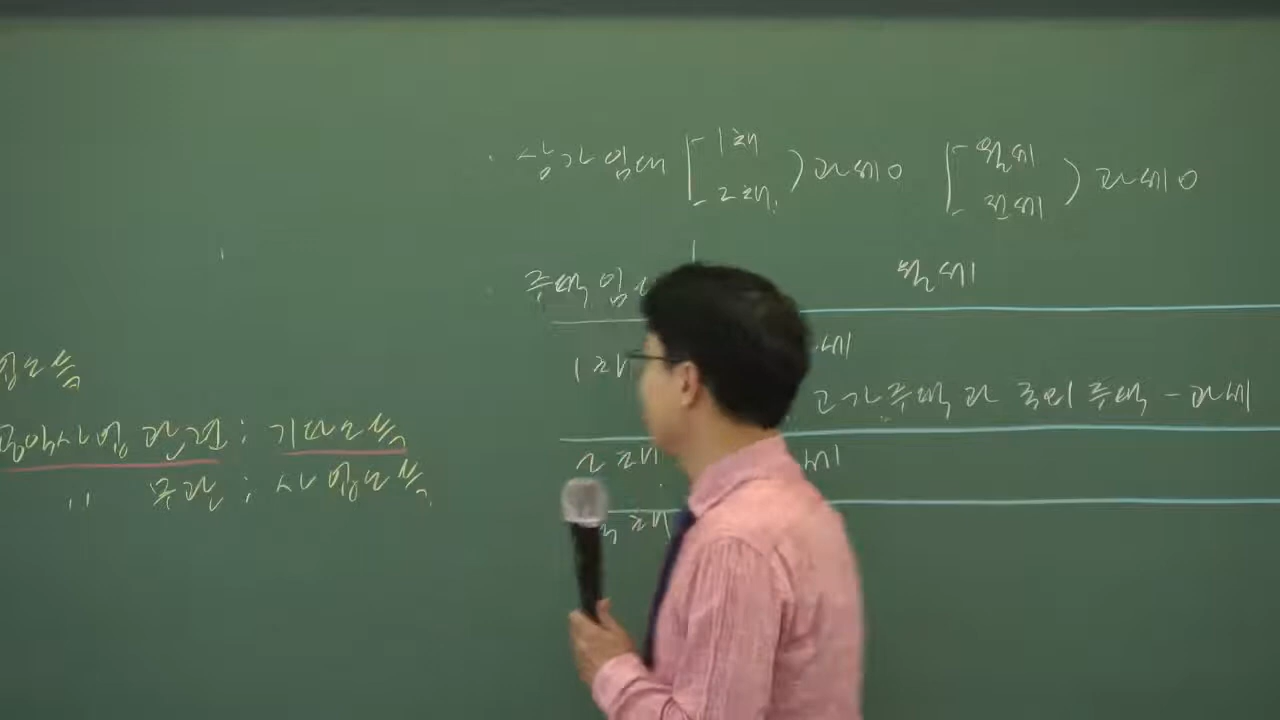 상가임대 [ 1채 2채 ) 과세O [ 월세 전세 ) 과세O
주택임
월세
1채
세
고가주택과 국외주택 - 과세
2채
세
3채
업소득
공익사업관련 : 기타소득
〃 무관 : 사업소득